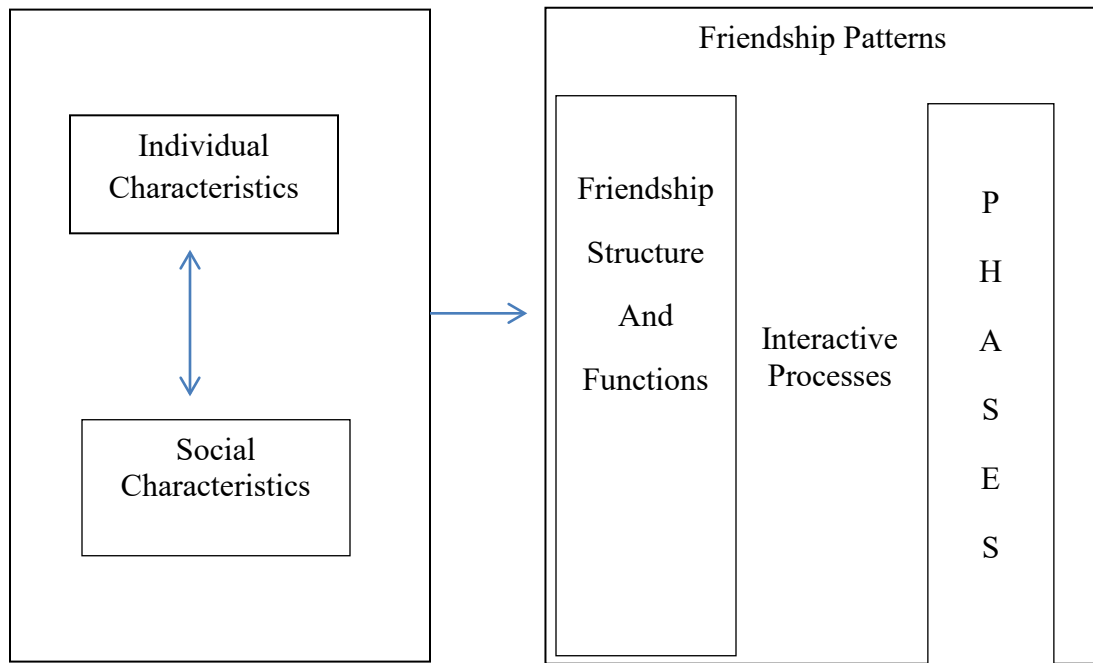 Friendship Patterns
Individual
Characteristics
Social
Characteristics
Friendship
Structure
And
Functions
Interactive
Processes
P
H
A
S
E
S